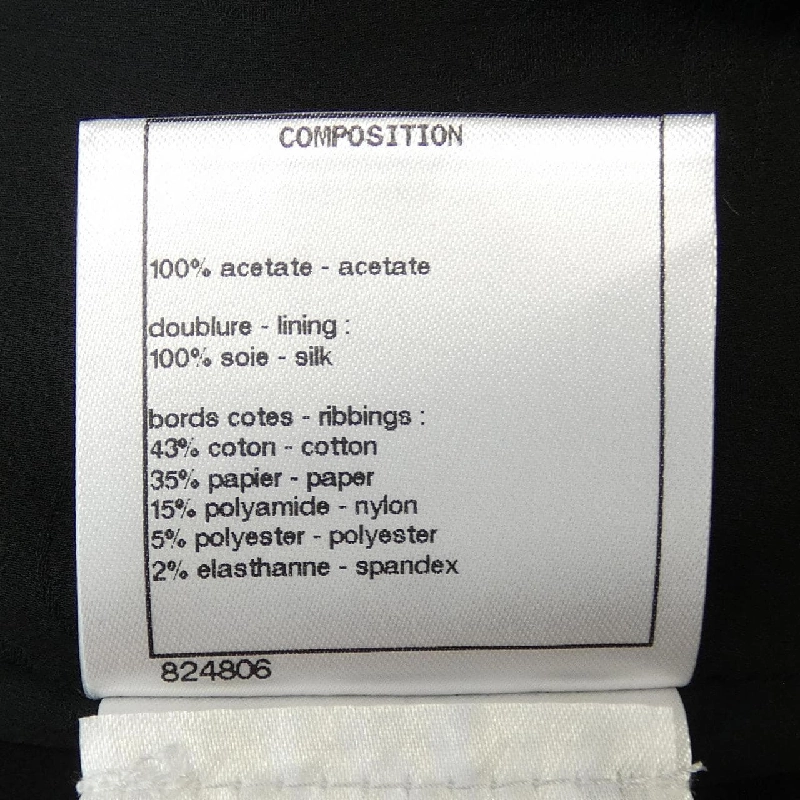 COMPOSITION
100% acetate - acetate
doublure - lining :
100% soie - silk
bords cotes - ribbings :
43% coton - cotton
35% papier - paper
15% polyamide - nylon
5% polyester - polyester
2% elasthanne - spandex
824806